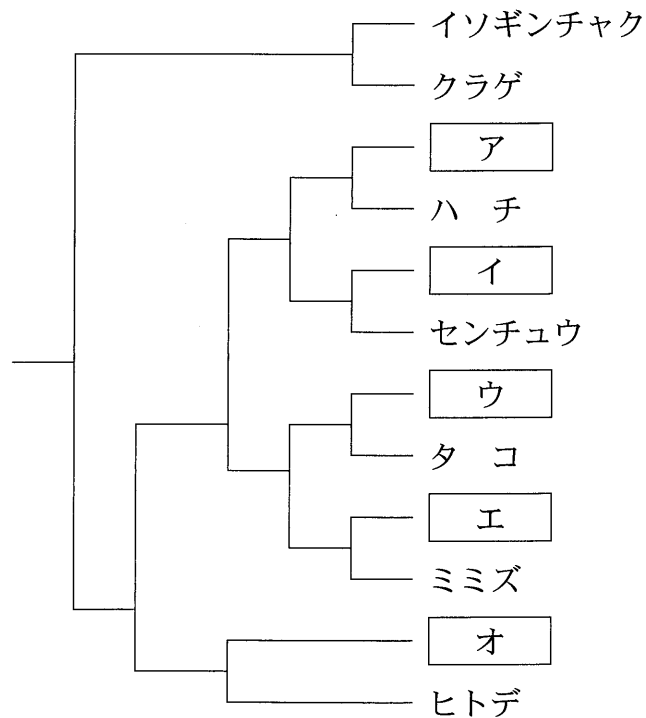 イソギンチャク
クラゲ
ア
ハ チ
イ
センチュウ
ウ
タ コ
エ
ミミズ
オ
ヒトデ